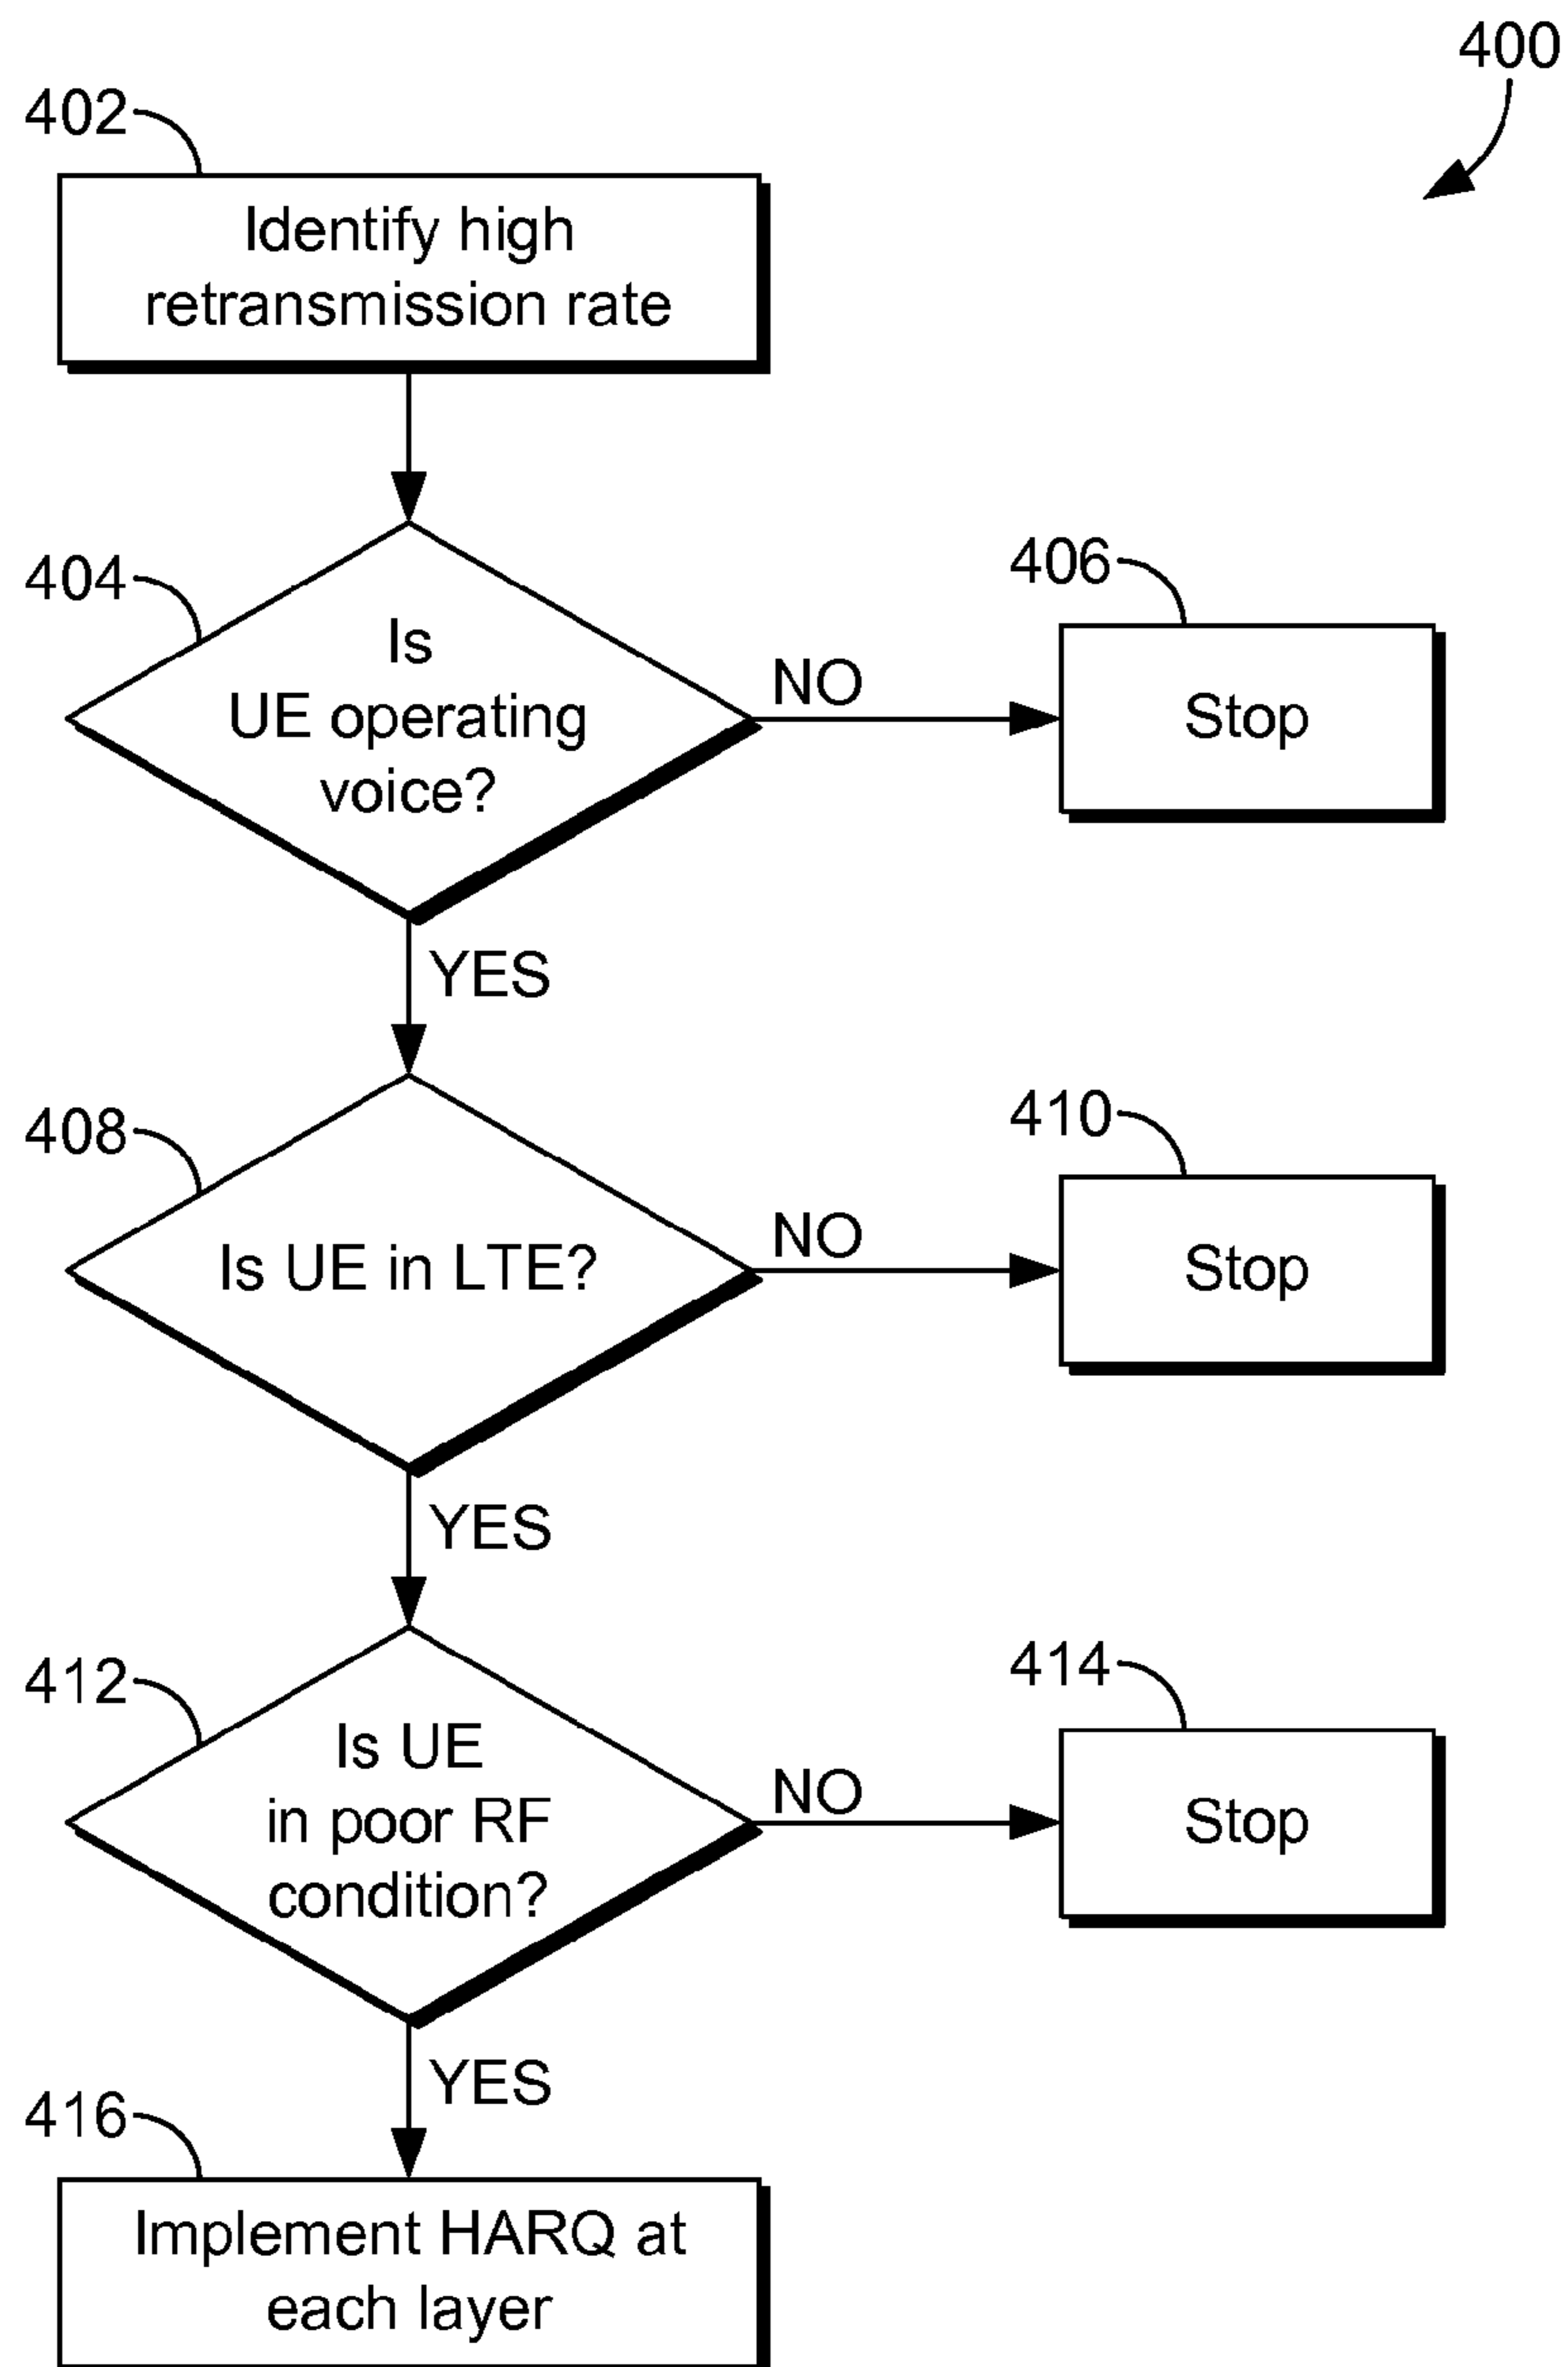 400
402
Identify high
retransmission rate
404
Is
UE operating
voice?
NO
406
Stop
YES
408
Is UE in LTE?
NO
410
Stop
YES
412
Is UE
in poor RF
condition?
NO
414
Stop
YES
416
Implement HARQ at
each layer